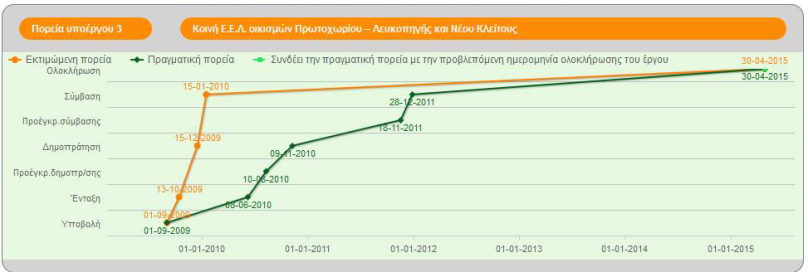 Πορεία υποέργου 3
Κοινή Ε.Ε.Λ. οικισμών Πρωτοχωρίου – Λευκοπηγής και Νέου Κλείτους
Εκτιμώμενη πορεία Πραγματική πορεία Συνδέει την πραγματική πορεία με την προβλεπόμενη ημερομηνία ολοκλήρωσης του έργου
30-04-2015
Ολοκλήρωση
30-04-2015
15-01-2010
Σύμβαση
28-12-2011
Προέγκρ.σύμβασης
18-11-2011
15-12-2009
Δημοπράτηση
09-11-2010
Προέγκρ.δημοπρ/σης
10-08-2010
13-10-2009
Ένταξη
08-06-2010
01-09-2009
Υποβολή
01-09-2009
01-01-2010 01-01-2011 01-01-2012 01-01-2013 01-01-2014 01-01-2015